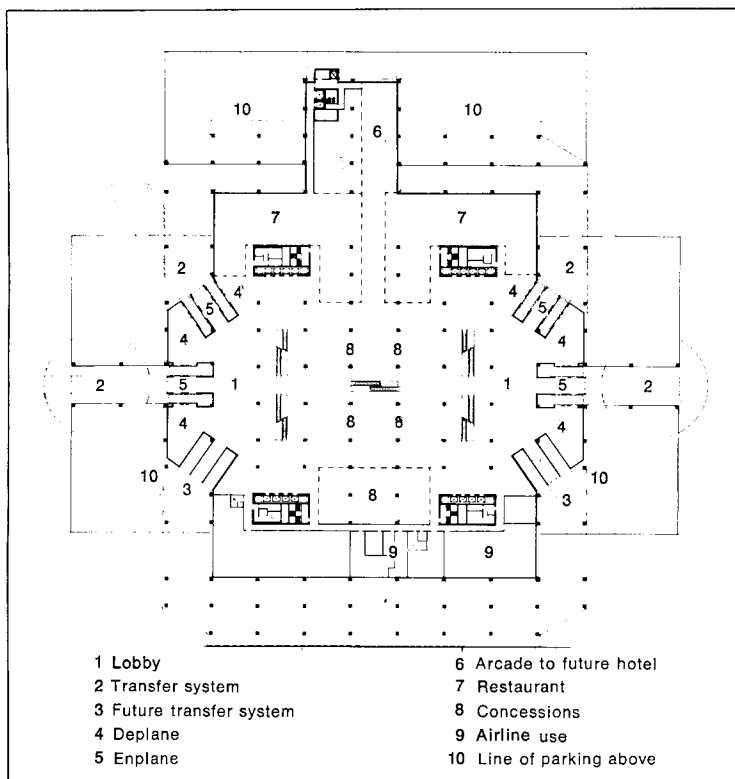 10 10
6
7 7
2 2
4 4
5 5
4 4
8 8
2 5 1 1 5 2
4 4
8 8
10 10
3 3
8
9 9
1 Lobby
2 Transfer system
3 Future transfer system
4 Deplane
5 Enplane
6 Arcade to future hotel
7 Restaurant
8 Concessions
9 Airline use
10 Line of parking above